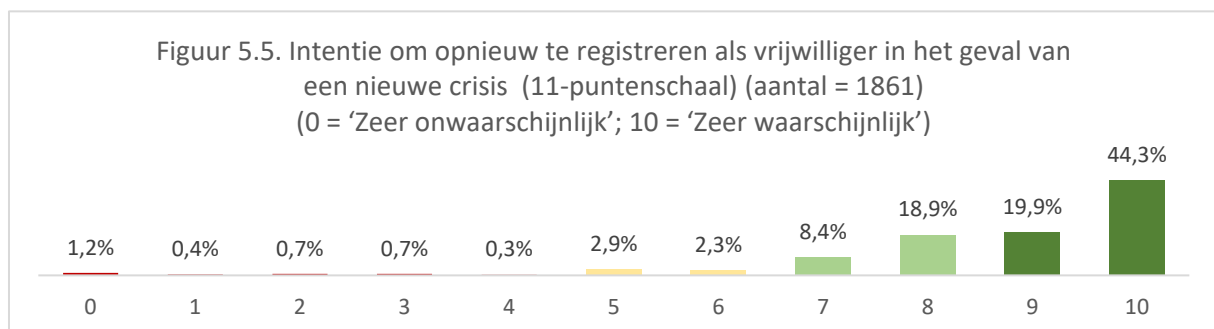 Figuur 5.5. Intentie om opnieuw te registreren als vrijwilliger in het geval van
een nieuwe crisis  (11-puntenschaal) (aantal = 1861)
(0 = ‘Zeer onwaarschijnlijk’; 10 = ‘Zeer waarschijnlijk’)
1,2% 0,4% 0,7% 0,7% 0,3% 2,9% 2,3% 8,4% 18,9% 19,9% 44,3%
0 1 2 3 4 5 6 7 8 9 10